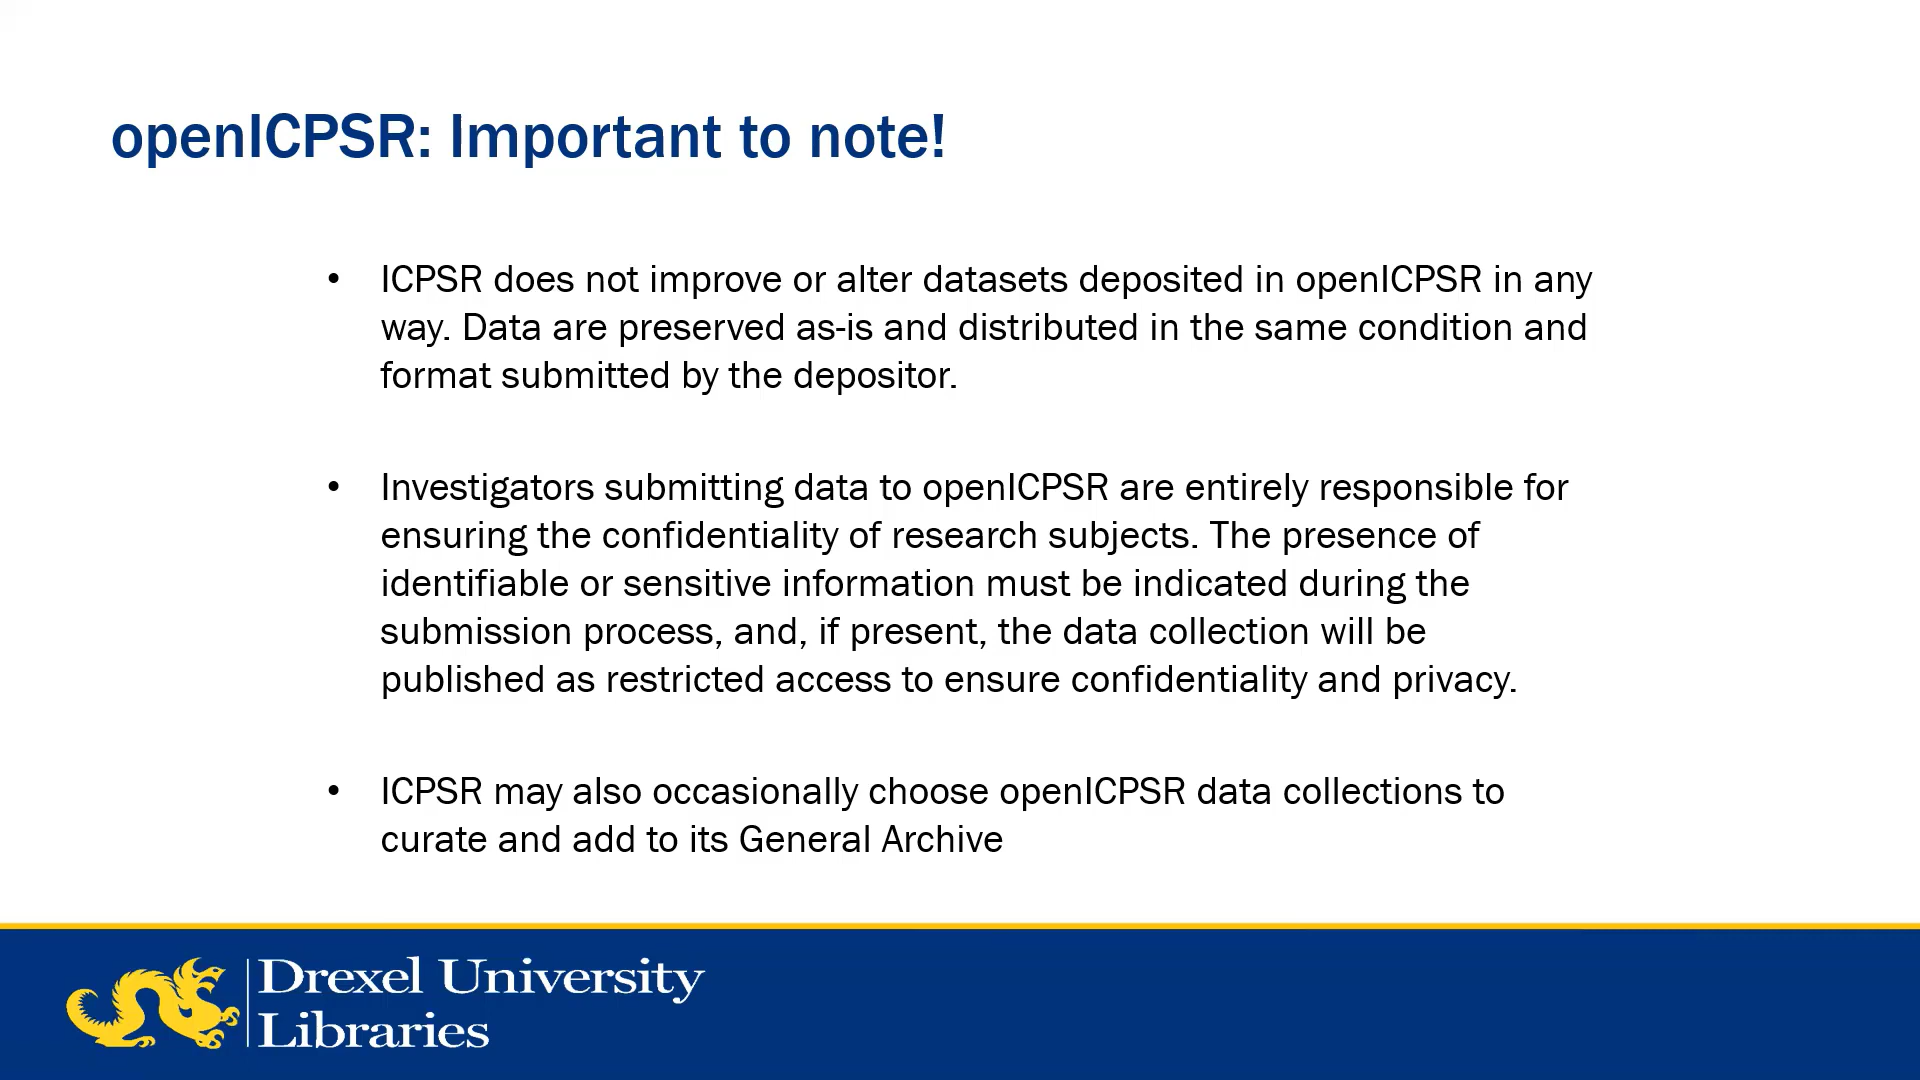 openICPSR: Important to note!
• ICPSR does not improve or alter datasets deposited in openICPSR in any
way. Data are preserved as-is and distributed in the same condition and
format submitted by the depositor.
• Investigators submitting data to openICPSR are entirely responsible for
ensuring the confidentiality of research subjects. The presence of
identifiable or sensitive information must be indicated during the
submission process, and, if present, the data collection will be
published as restricted access to ensure confidentiality and privacy.
• ICPSR may also occasionally choose openICPSR data collections to
curate and add to its General Archive
Drexel University
Libraries